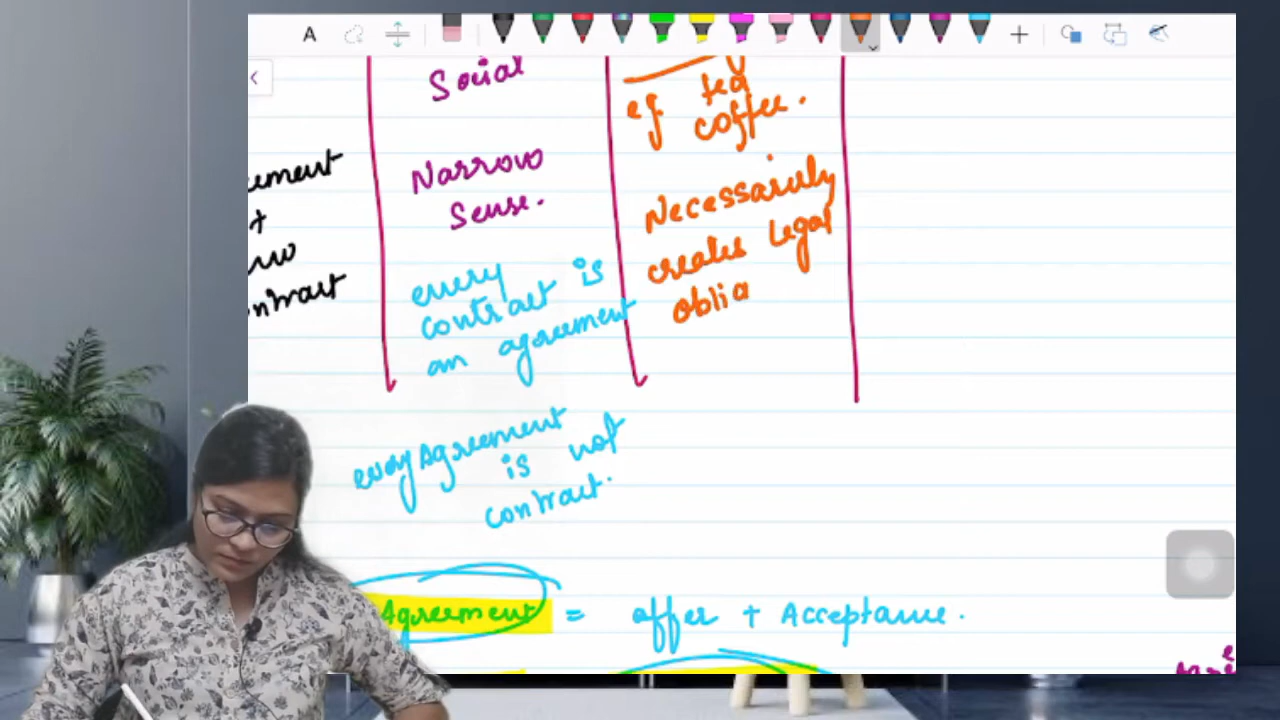 A
Social
eg tea
coffee.
Narrow
Sense.
Necessarily
creates legal
oblia
every
contract is
an agreement
every Agreement
is not
contract.
Agreement = offer + Acceptance.